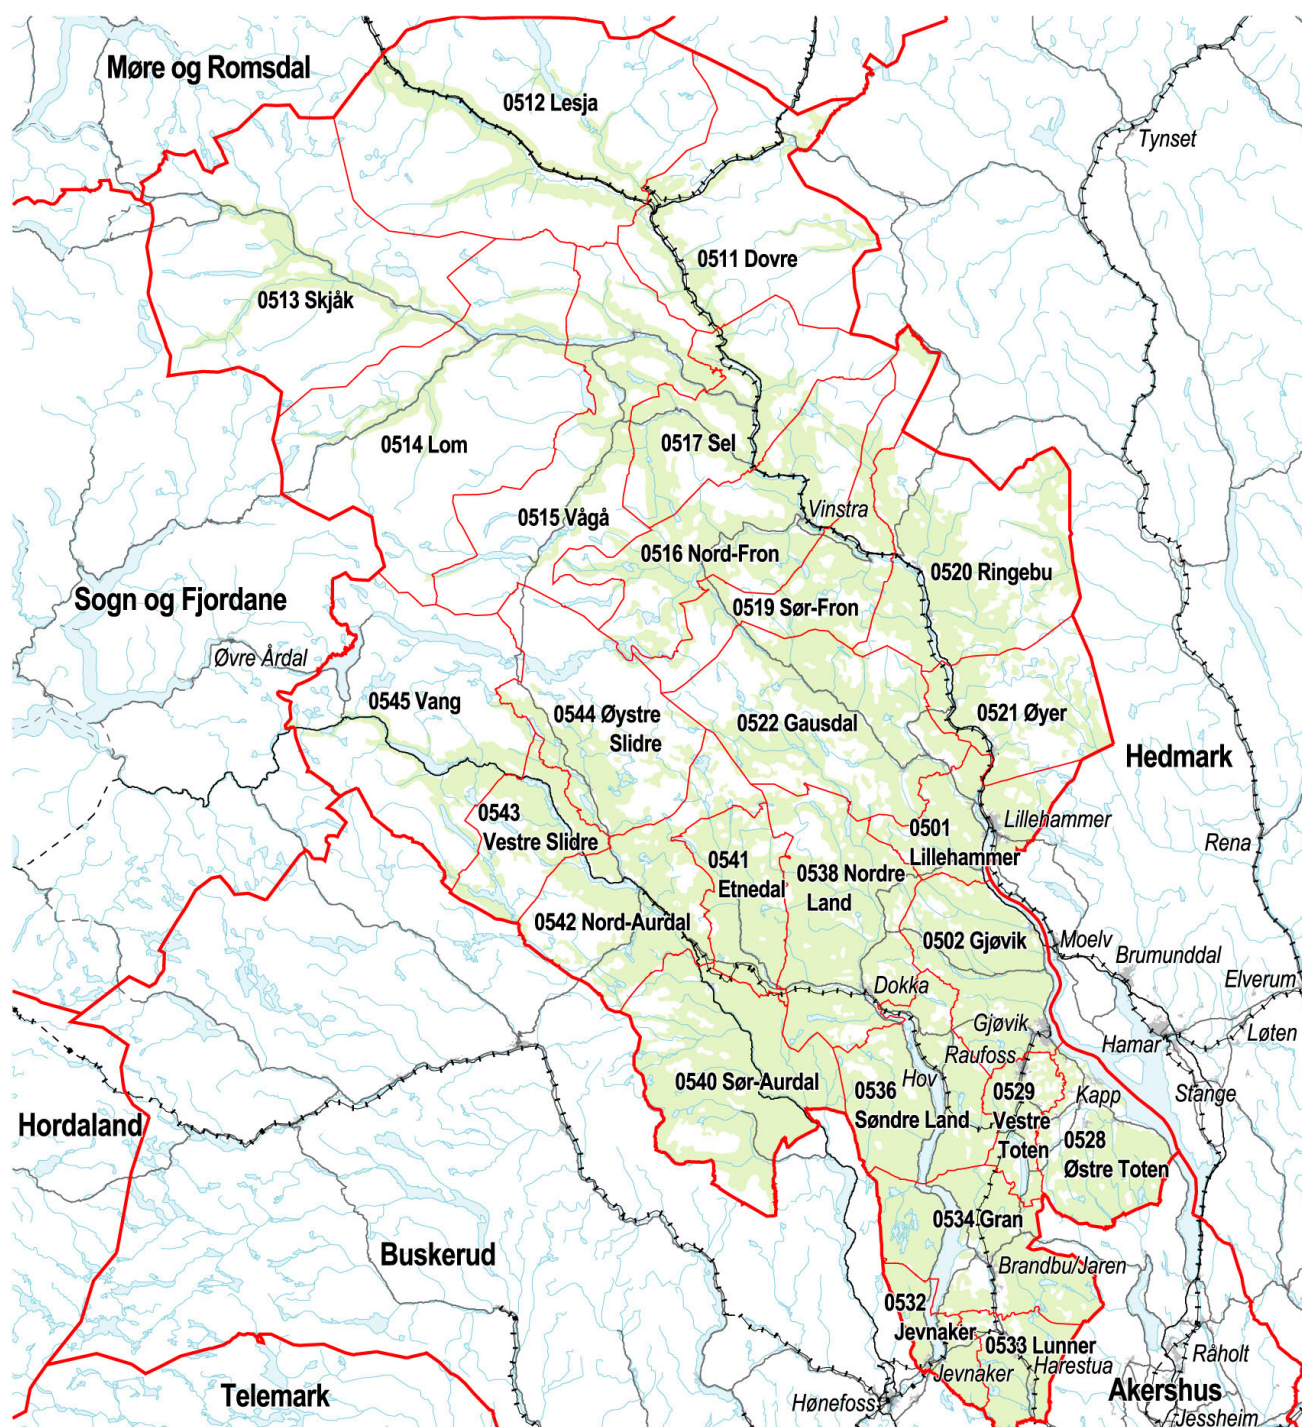 Møre og Romsdal
0512 Lesja
Tynset
0511 Dovre
0513 Skjåk
0514 Lom
0517 Sel
0515 Vågå
Vinstra
0516 Nord-Fron
0520 Ringebu
Sogn og Fjordane
0519 Sør-Fron
Øvre Årdal
0545 Vang
0544 Øystre
Slidre
0522 Gausdal
0521 Øyer
Hedmark
0543
Vestre Slidre
0501
Lillehammer
Lillehammer
Rena
0541
Etnedal
0538 Nordre
Land
0542 Nord-Aurdal
0502 Gjøvik
Moelv
Brumunddal
Elverum
Dokka
Gjøvik
Hamar
Løten
Raufoss
Hov
0540 Sør-Aurdal
0536
Søndre Land
0529
Vestre
Toten
Kapp
Stange
Hordaland
0528
Østre Toten
0534 Gran
Buskerud
Brandbu/Jaren
0532
Jevnaker
0533 Lunner
Jevnaker
Harestua
Råholt
Telemark
Hønefoss
Akershus
Jessheim